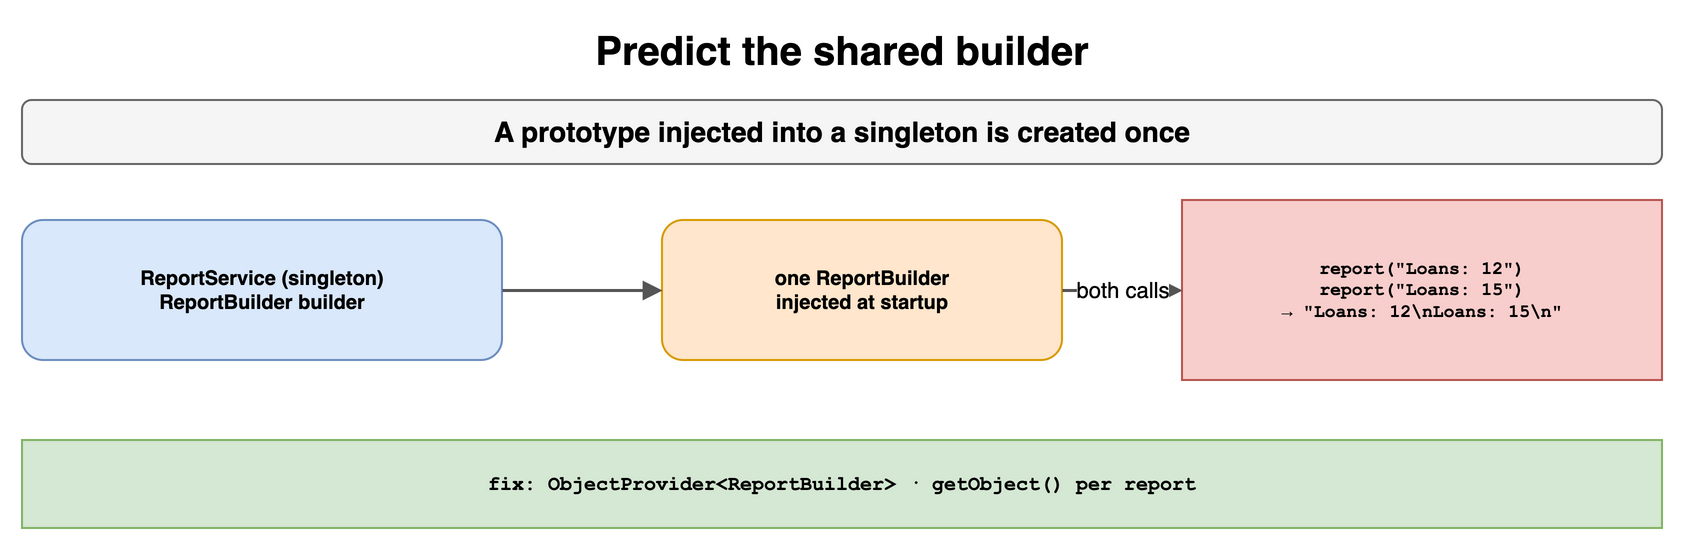 Predict the shared builder
A prototype injected into a singleton is created once
ReportService (singleton)
ReportBuilder builder
one ReportBuilder
injected at startup
both calls
report("Loans: 12")
report("Loans: 15")
→ "Loans: 12\nLoans: 15\n"
fix: ObjectProvider<ReportBuilder> · getObject() per report